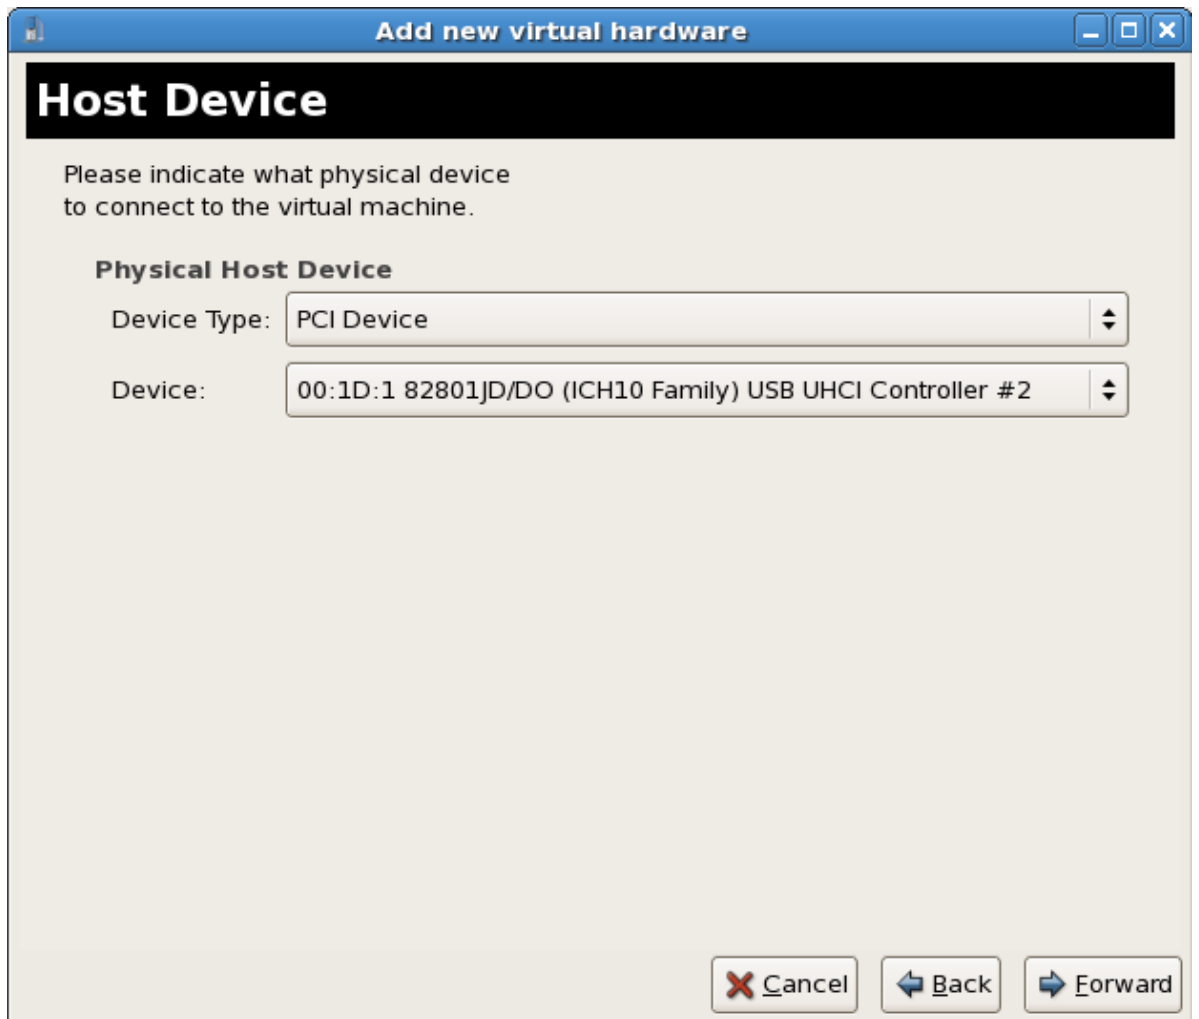 Add new virtual hardware
Host Device
Please indicate what physical device
to connect to the virtual machine.
Physical Host Device
Device Type: PCI Device
Device: 00:1D:1 82801JD/DO (ICH10 Family) USB UHCI Controller #2
Cancel Back Forward